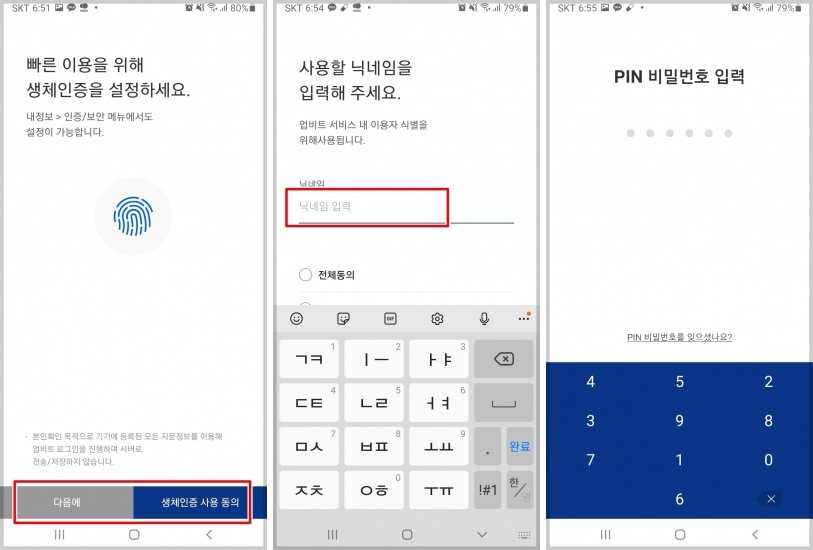 SKT 6:51
80%
빠른 이용을 위해
생체인증을 설정하세요.
내정보 > 인증/보안 메뉴에서도
설정이 가능합니다.
· 본인확인 목적으로 기기에 등록된 모든 지문정보를 이용해
업비트 로그인을 진행하며 서버로
전송/저장하지 않습니다.
다음에
생체인증 사용 동의
SKT 6:54
79%
사용할 닉네임을
입력해 주세요.
업비트 서비스 내 이용자 식별을
위해사용됩니다.
닉네임
닉네임 입력
전체동의
GIF
ㄱㅋ 1 ㅣㅡ 2 ㅏㅑ 3
ㄷㅌ 4 ㄴㄹ 5 ㅓㅕ 6
ㅁㅅ 7 ㅂㅍ 8 ㅗㅛ 9 . 완료
ㅈㅊ ㅇㅎ 0 ㅜㅠ !#1 한/영
SKT 6:55
79%
PIN 비밀번호 입력
PIN 비밀번호를 잊으셨나요?
4 5 2
3 9 8
7 1 0
6